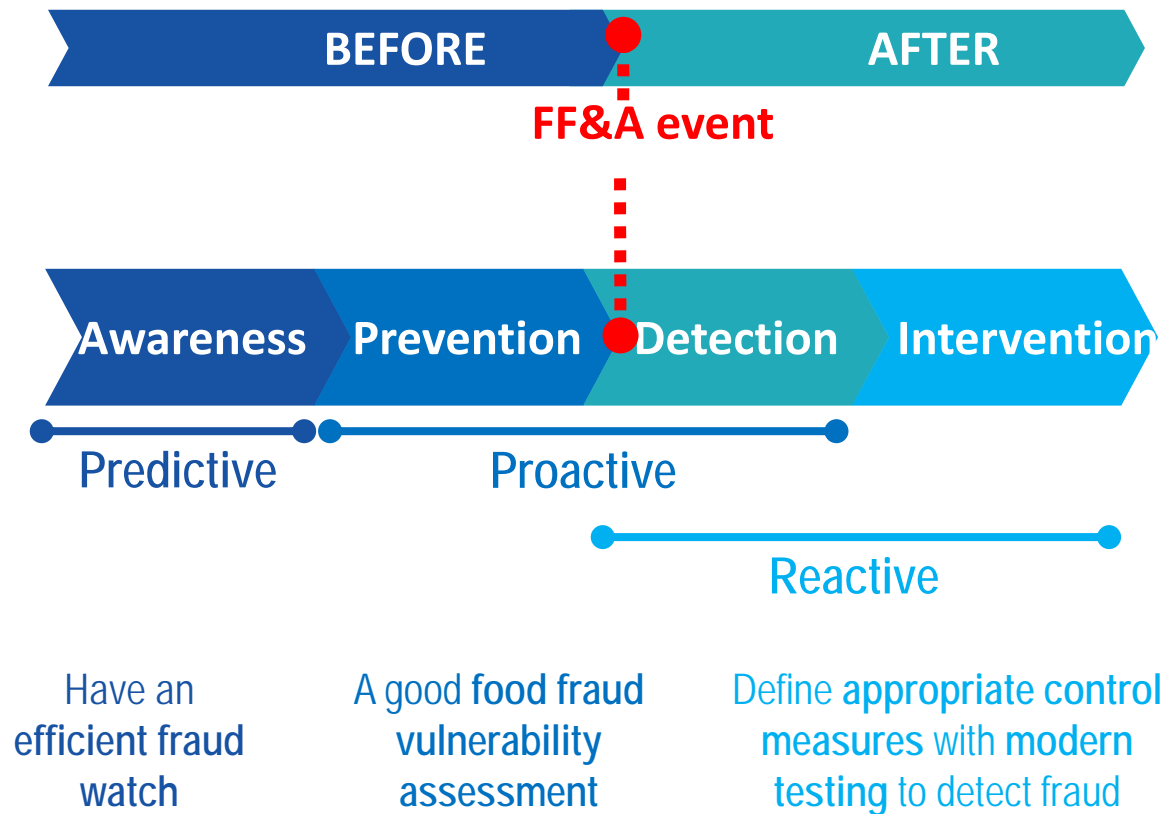 BEFORE
AFTER
FF&A event
Awareness
Prevention
Detection
Intervention
Predictive
Proactive
Reactive
Have an
efficient fraud
watch
A good food fraud
vulnerability
assessment
Define appropriate control
measures with modern
testing to detect fraud